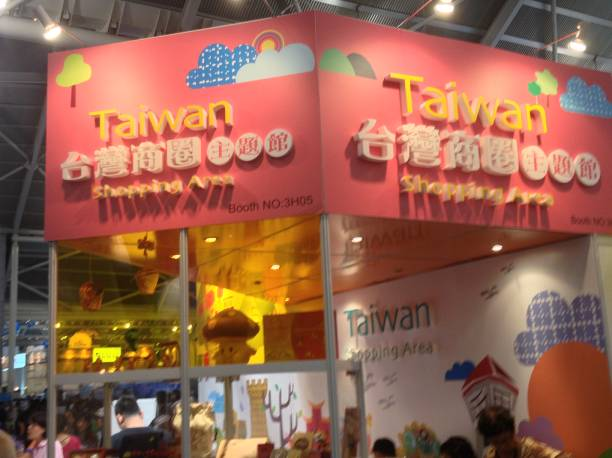 Taiwan
台灣商圈主題館
Shopping Area
Booth NO:3H05
Taiwan
台灣商圈主題館
Shopping Area
Taiwan
Shopping Area